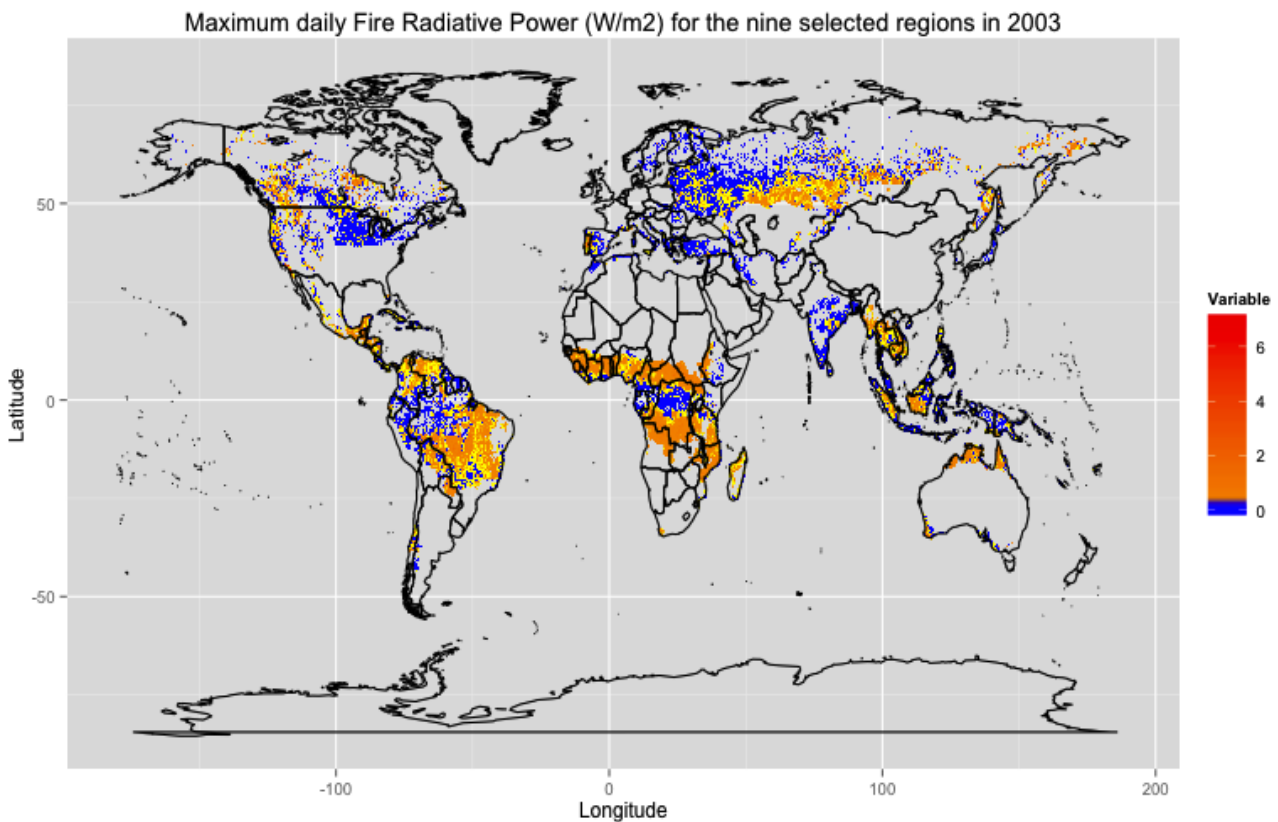 Maximum daily Fire Radiative Power (W/m2) for the nine selected regions in 2003
Latitude
50
0
-50
-100
0
100
200
Longitude
Variable
6
4
2
0